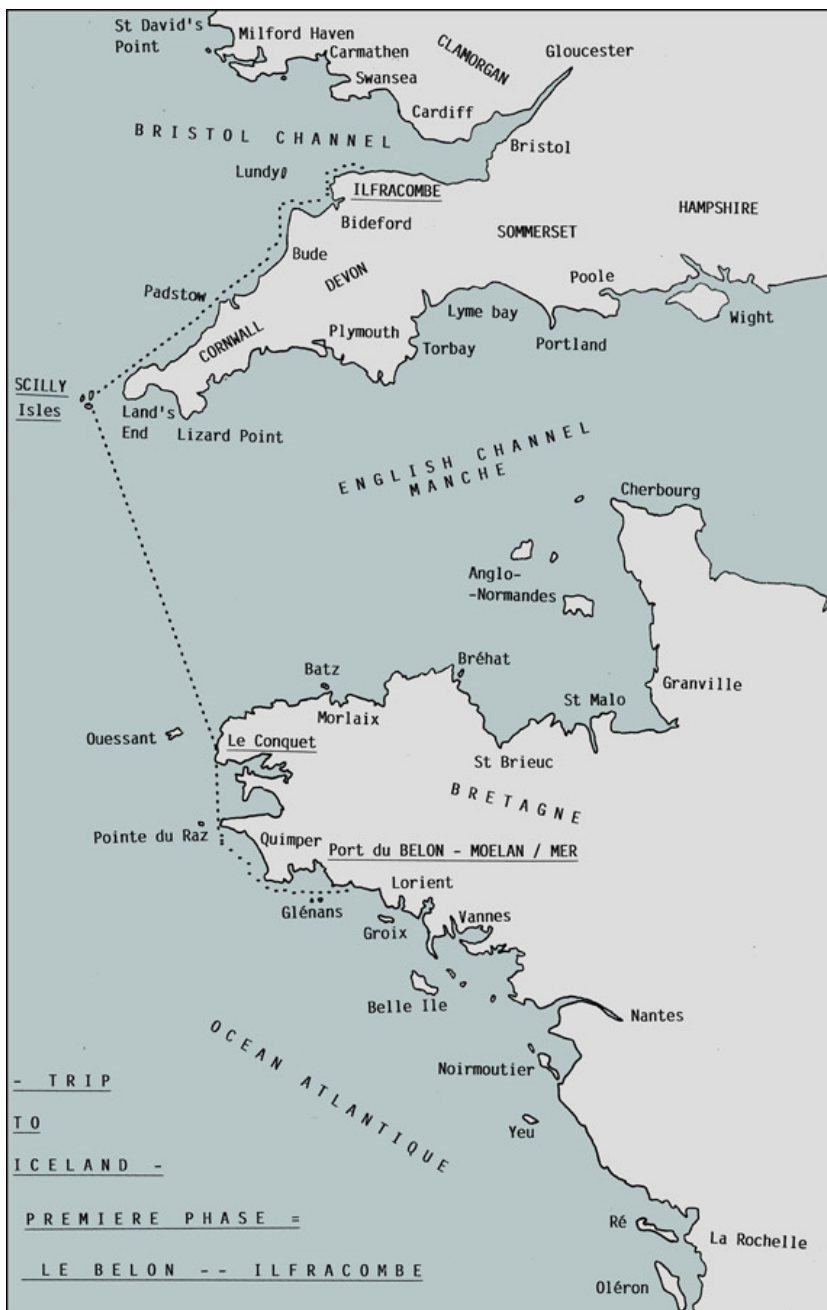 St David's
Point
Milford Haven
Carmathen
Swansea
CLAMORGAN
Gloucester
Cardiff
BRISTOL CHANNEL
Bristol
Lundy
ILFRACOMBE
Bideford
SOMMERSET
HAMPSHIRE
Bude
DEVON
Padstow
Poole
Lyme bay
Wight
CORNWALL
Plymouth
Torbay
Portland
SCILLY
Isles
Land's
End
Lizard Point
ENGLISH CHANNEL
MANCHE
Cherbourg
Anglo-
-Normandes
Bréhat
Batz
Granville
St Malo
Morlaix
Ouessant
Le Conquet
St Brieuc
BRETAGNE
Pointe du Raz
Quimper
Port du BELON - MOELAN / MER
Lorient
Glénans
Vannes
Groix
Belle Ile
Nantes
OCEAN ATLANTIQUE
Noirmoutier
Yeu
- TRIP
TO
ICELAND -
PREMIERE PHASE =
LE BELON -- ILFRACOMBE
Ré
La Rochelle
Oléron